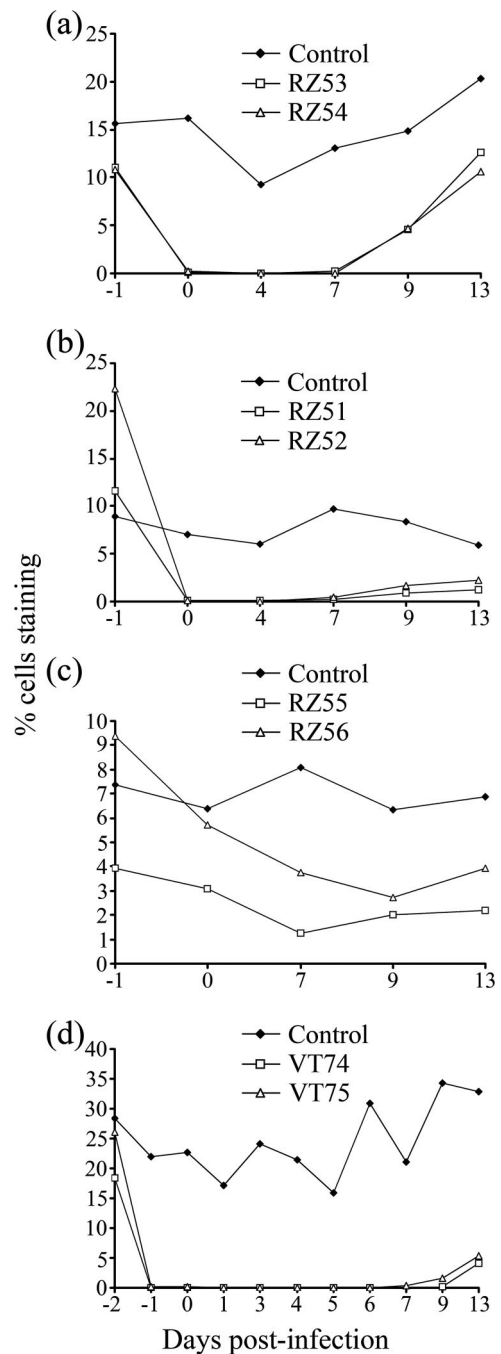 (a)
25
20
15
10
5
0
Control
RZ53
RZ54
-1 0 4 7 9 13
(b)
25
20
15
10
5
0
Control
RZ51
RZ52
-1 0 4 7 9 13
% cells staining
(c)
10
9
8
7
6
5
4
3
2
1
0
Control
RZ55
RZ56
-1 0 7 9 13
(d)
40
35
30
25
20
15
10
5
0
Control
VT74
VT75
-2 -1 0 1 3 4 5 6 7 9 13
Days post-infection